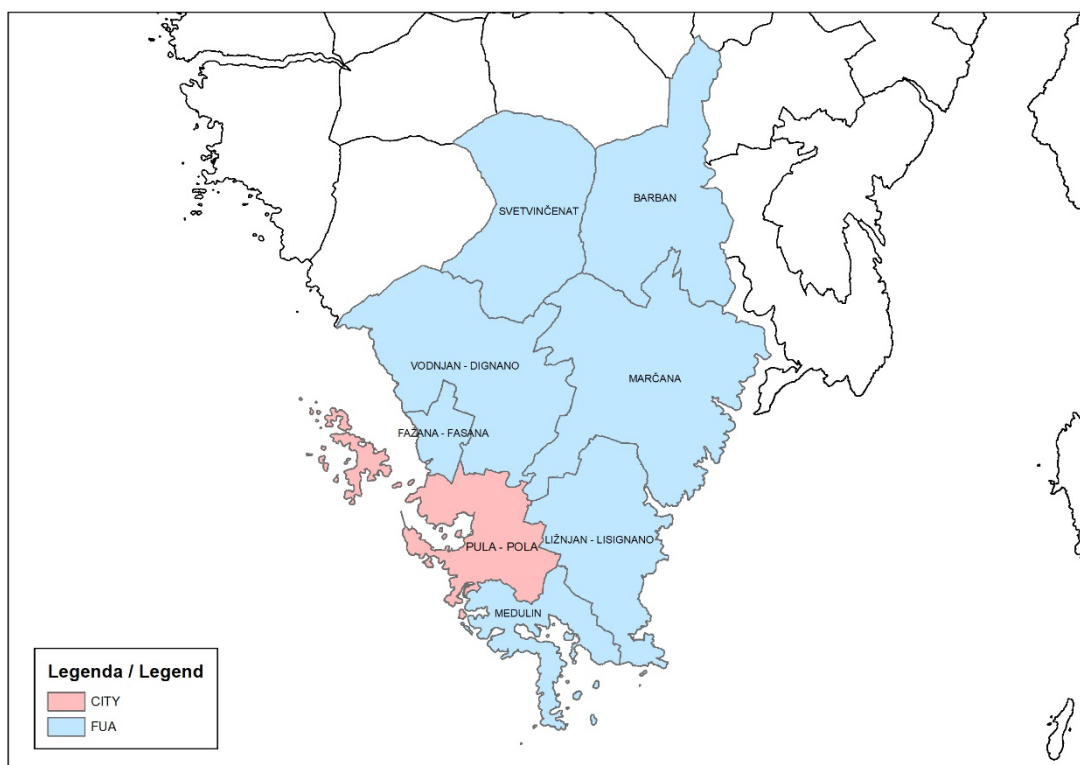 SVETVINČENAT
BARBAN
VODNJAN - DIGNANO
MARČANA
FAŽANA - FASANA
LIŽNJAN - LISIGNANO
PULA - POLA
MEDULIN
Legenda / Legend
CITY
FUA